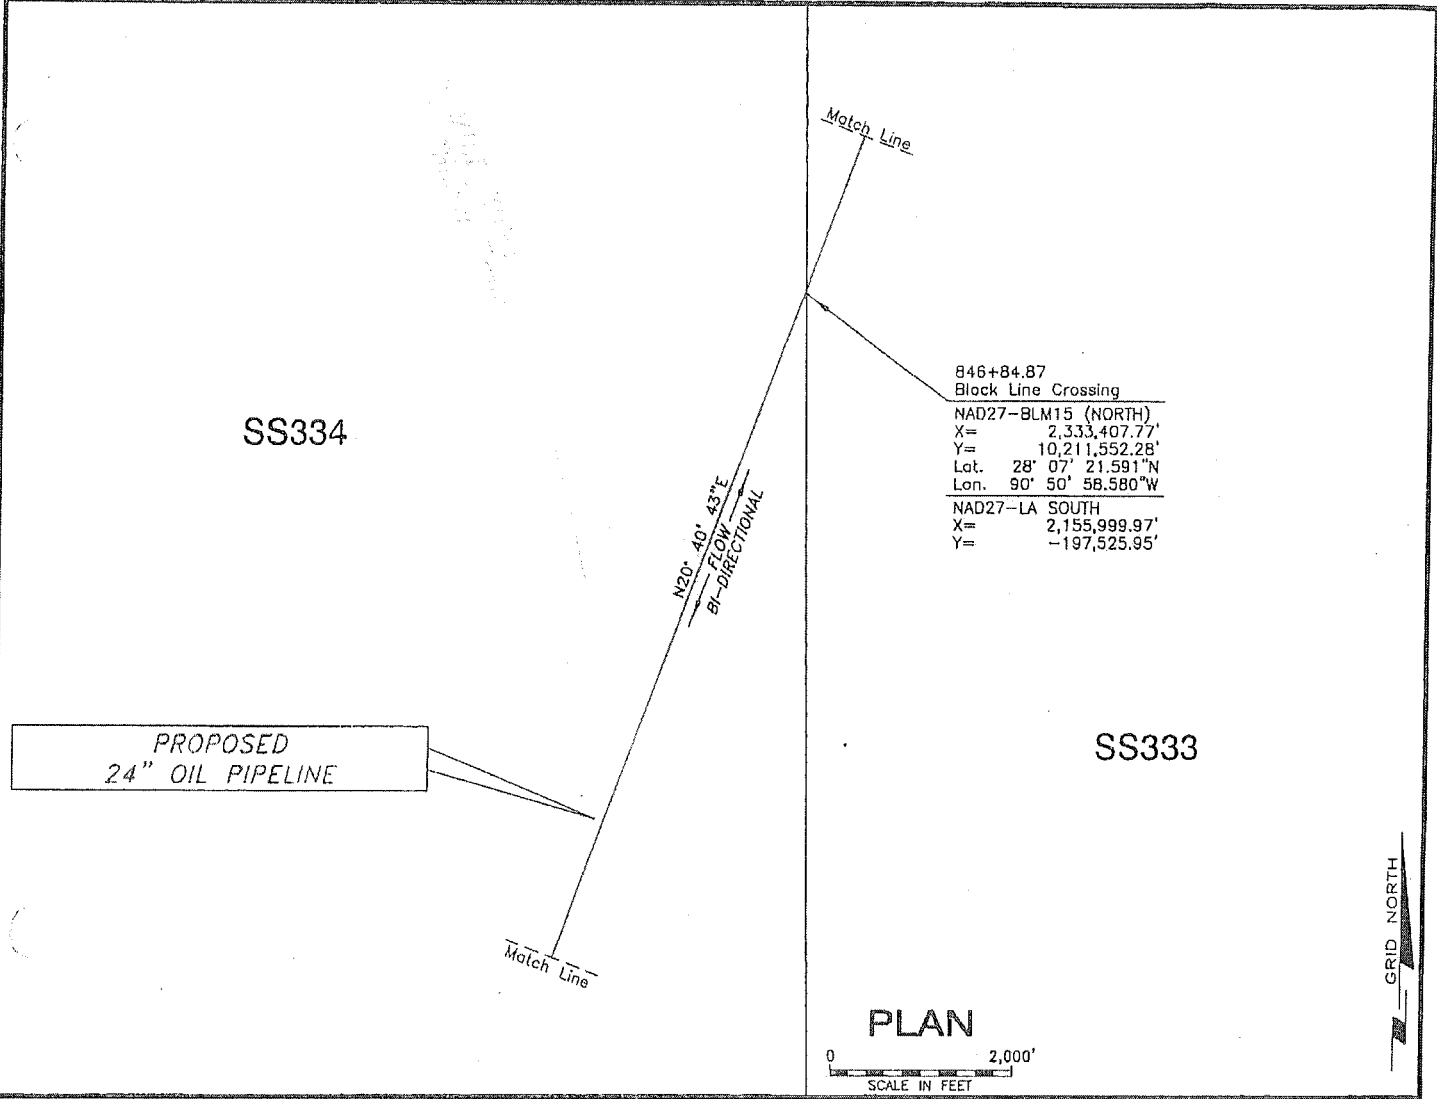 Match Line
846+84.87
Block Line Crossing
NAD27-BLM15 (NORTH)
X= 2,333,407.77'
Y= 10,211,552.28'
Lat. 28° 07' 21.591"N
Lon. 90° 50' 58.580"W
NAD27-LA SOUTH
X= 2,155,999.97'
Y= -197,525.95'
SS334
N20° 40' 43"E
FLOW
BI-DIRECTIONAL
PROPOSED
24" OIL PIPELINE
SS333
Match Line
GRID NORTH
PLAN
0 2,000'
SCALE IN FEET